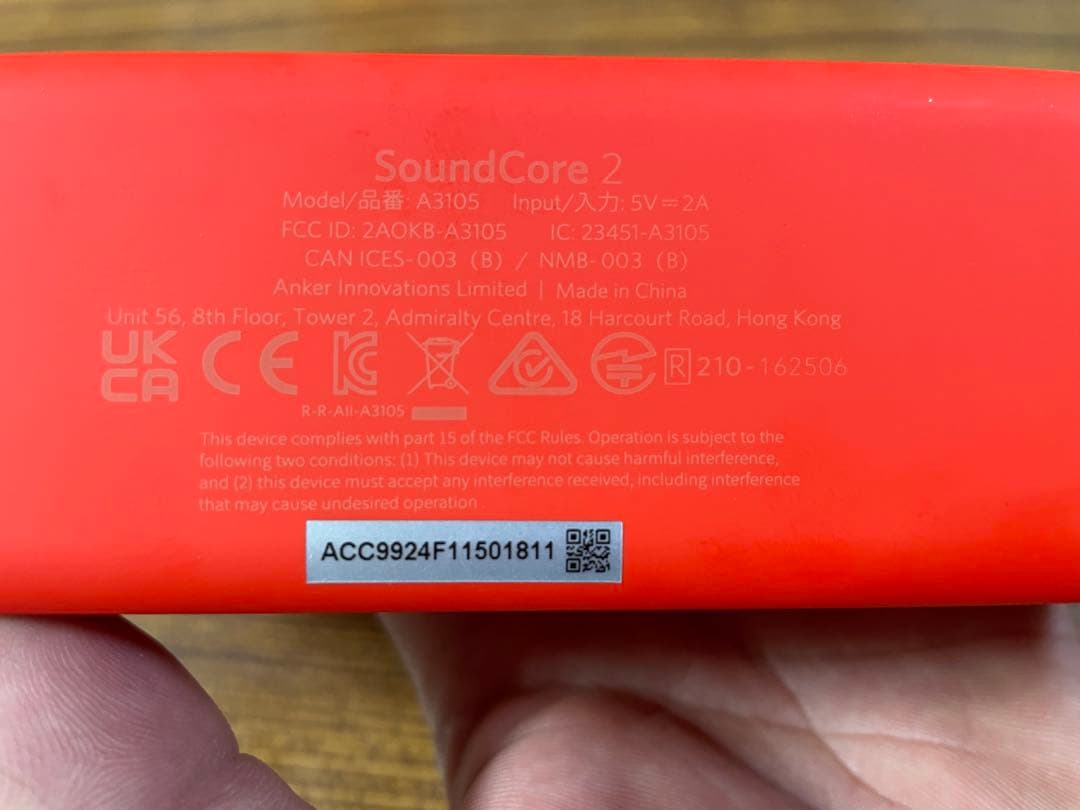 SoundCore 2
Model/品番: A3105 Input/入力: 5V⎓2A
FCC ID: 2AOKB-A3105 IC: 23451-A3105
CAN ICES-003 (B) / NMB-003 (B)
Anker Innovations Limited | Made in China
Unit 56, 8th Floor, Tower 2, Admiralty Centre, 18 Harcourt Road, Hong Kong
UK CA CE R 210-162506
R-R-AII-A3105
This device complies with part 15 of the FCC Rules. Operation is subject to the
following two conditions: (1) This device may not cause harmful interference,
and (2) this device must accept any interference received, including interference
that may cause undesired operation.
ACC9924F11501811